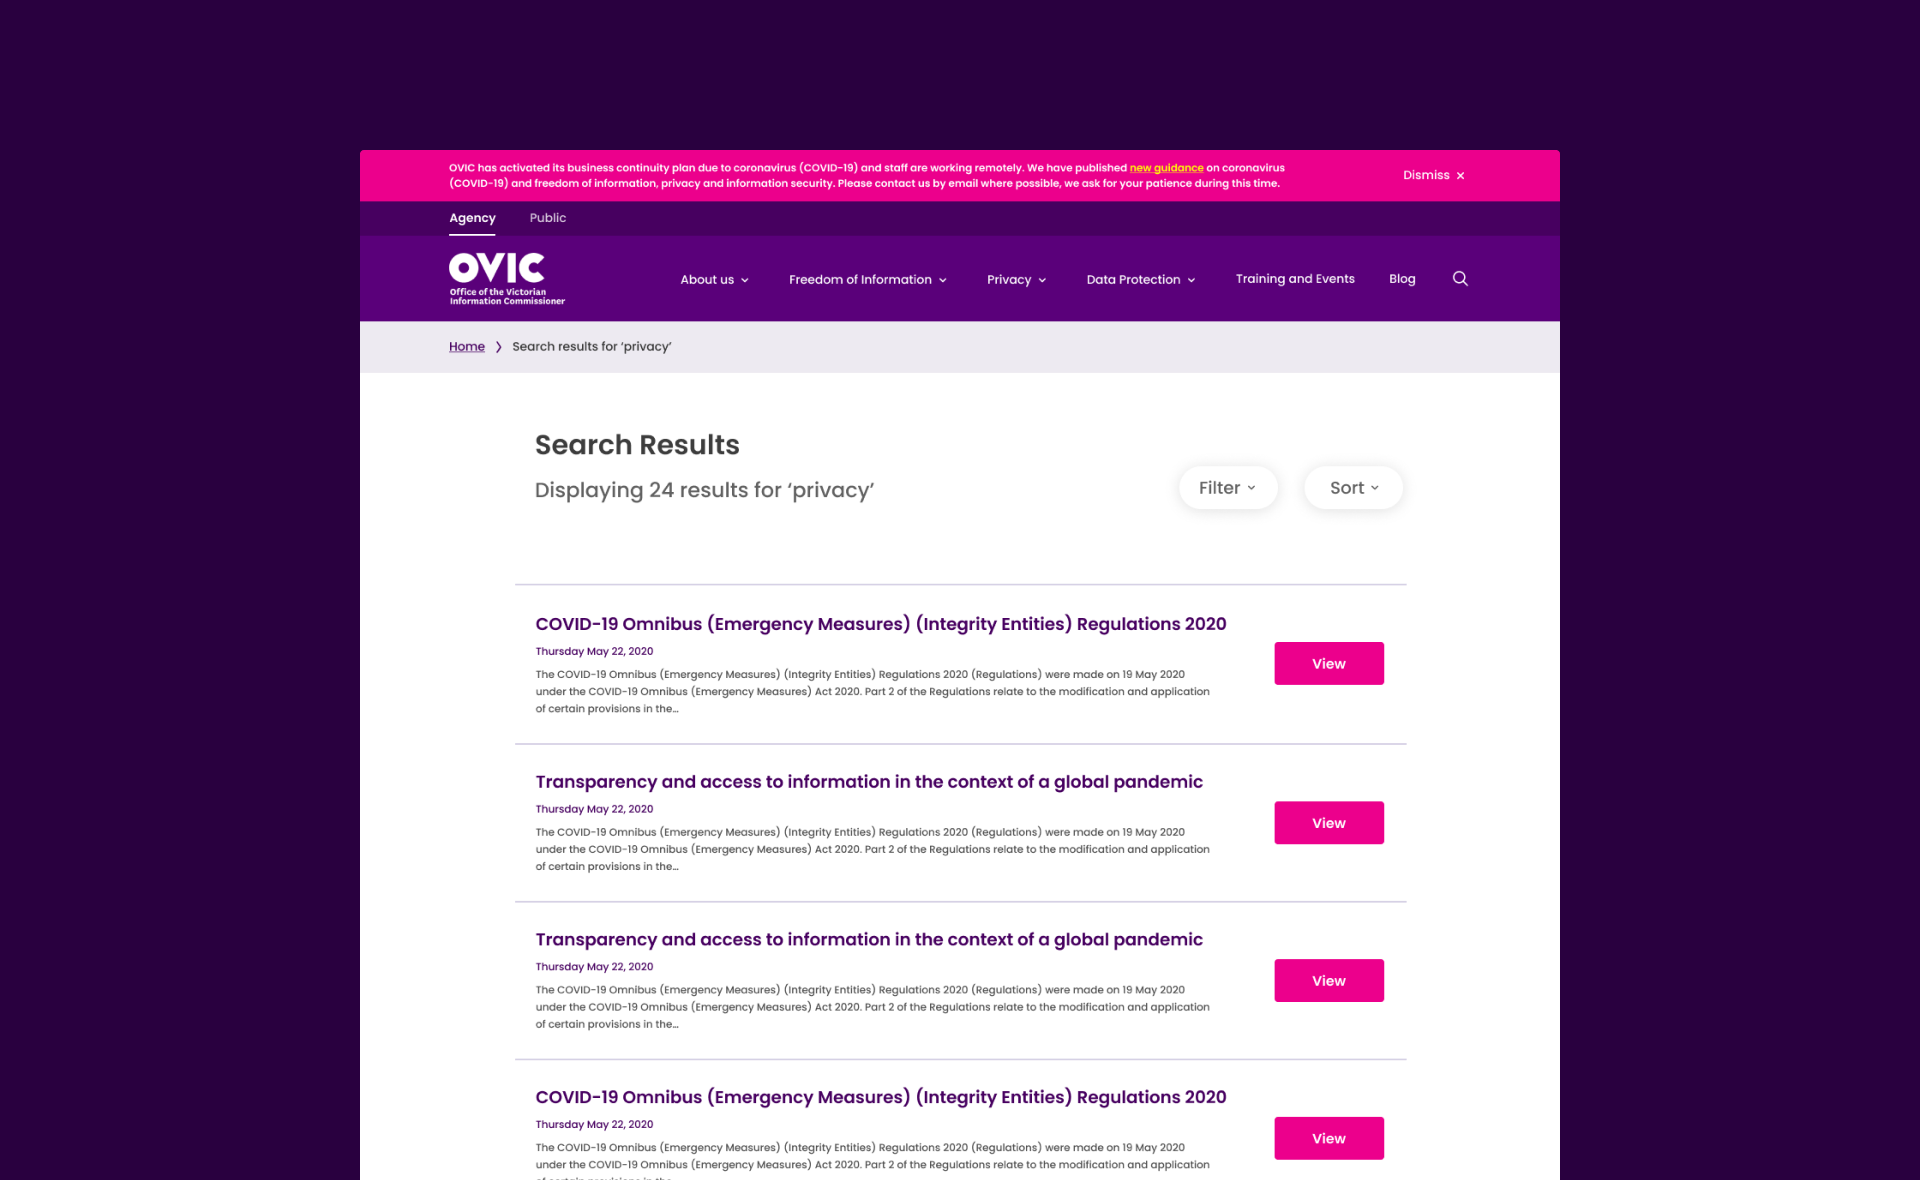 OVIC has activated its business continuity plan due to coronavirus (COVID-19) and staff are working remotely. We have published new guidance on coronavirus
(COVID-19) and freedom of information, privacy and information security. Please contact us by email where possible, we ask for your patience during this time.
Dismiss ×
Agency
Public
OVIC
Office of the Victorian
Information Commissioner
About us
Freedom of Information
Privacy
Data Protection
Training and Events
Blog
Home
Search results for ‘privacy’
Search Results
Displaying 24 results for ‘privacy’
Filter
Sort
COVID-19 Omnibus (Emergency Measures) (Integrity Entities) Regulations 2020
Thursday May 22, 2020
The COVID-19 Omnibus (Emergency Measures) (Integrity Entities) Regulations 2020 (Regulations) were made on 19 May 2020
under the COVID-19 Omnibus (Emergency Measures) Act 2020. Part 2 of the Regulations relate to the modification and application
of certain provisions in the…
View
Transparency and access to information in the context of a global pandemic
Thursday May 22, 2020
The COVID-19 Omnibus (Emergency Measures) (Integrity Entities) Regulations 2020 (Regulations) were made on 19 May 2020
under the COVID-19 Omnibus (Emergency Measures) Act 2020. Part 2 of the Regulations relate to the modification and application
of certain provisions in the…
View
Transparency and access to information in the context of a global pandemic
Thursday May 22, 2020
The COVID-19 Omnibus (Emergency Measures) (Integrity Entities) Regulations 2020 (Regulations) were made on 19 May 2020
under the COVID-19 Omnibus (Emergency Measures) Act 2020. Part 2 of the Regulations relate to the modification and application
of certain provisions in the…
View
COVID-19 Omnibus (Emergency Measures) (Integrity Entities) Regulations 2020
Thursday May 22, 2020
The COVID-19 Omnibus (Emergency Measures) (Integrity Entities) Regulations 2020 (Regulations) were made on 19 May 2020
under the COVID-19 Omnibus (Emergency Measures) Act 2020. Part 2 of the Regulations relate to the modification and application
View